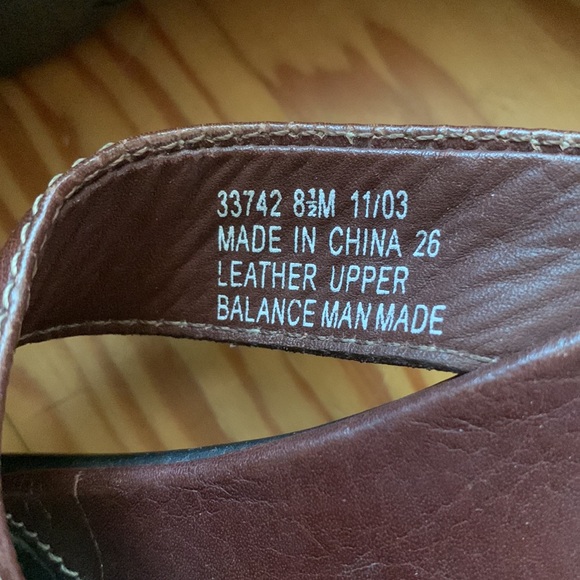 33742 8½M 11/03
MADE IN CHINA 26
LEATHER UPPER
BALANCE MAN MADE